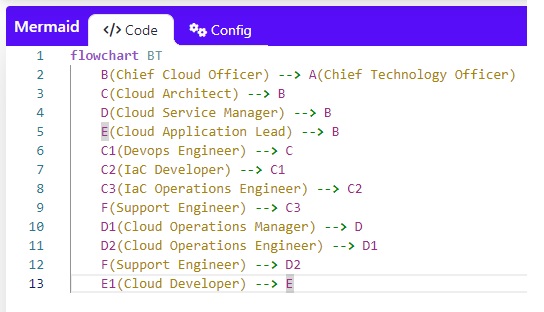 Mermaid </> Code Config
1 flowchart BT
2 B(Chief Cloud Officer) --> A(Chief Technology Officer)
3 C(Cloud Architect) --> B
4 D(Cloud Service Manager) --> B
5 E(Cloud Application Lead) --> B
6 C1(Devops Engineer) --> C
7 C2(IaC Developer) --> C1
8 C3(IaC Operations Engineer) --> C2
9 F(Support Engineer) --> C3
10 D1(Cloud Operations Manager) --> D
11 D2(Cloud Operations Engineer) --> D1
12 F(Support Engineer) --> D2
13 E1(Cloud Developer) --> E